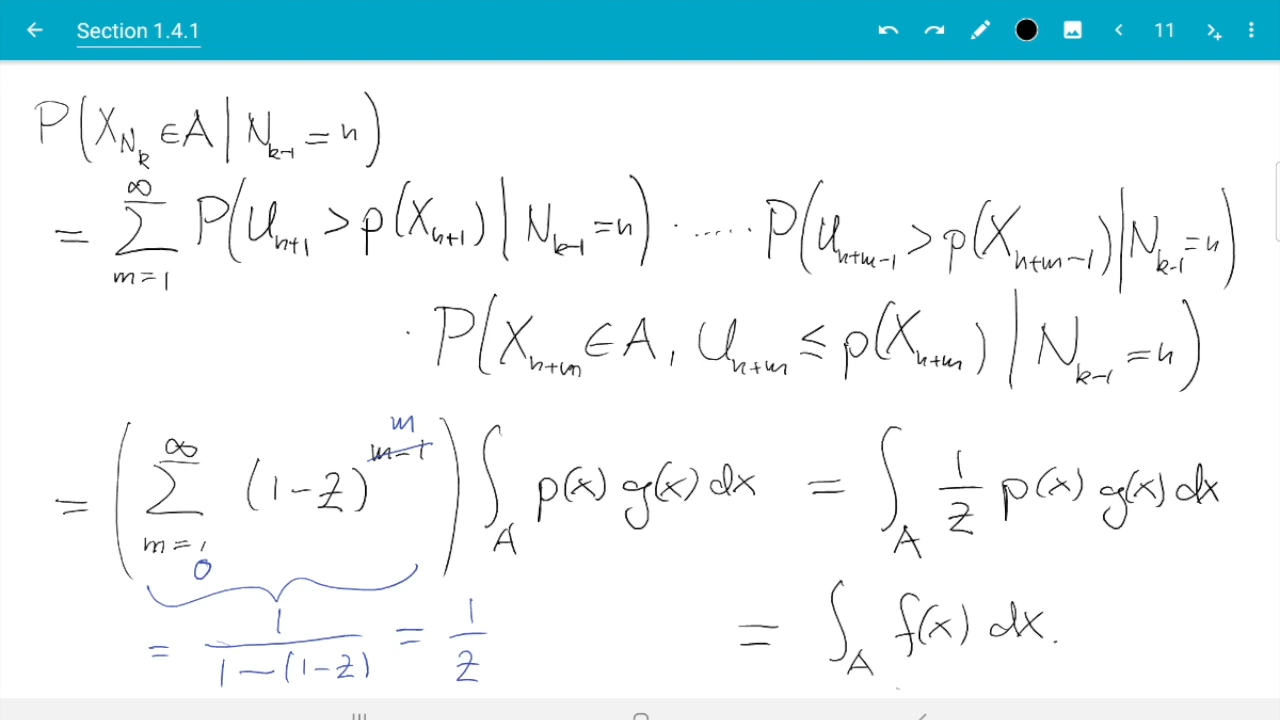 Section 1.4.1 11
P(X_{N_k} ∈ A | N_{k-1} = n)
= ∑_{m=1}^{∞} P(U_{n+1} > p(X_{n+1}) | N_{k-1} = n) · ..... P(U_{n+m-1} > p(X_{n+m-1}) | N_{k-1} = n)
· P(X_{n+m} ∈ A, U_{n+m} ≤ p(X_{n+m}) | N_{k-1} = n)
m
= (∑_{m=1}^{∞} (1-Z)^{m-1}) ∫_A p(x) g(x) dx = ∫_A 1/Z p(x) g(x) dx
0
= 1/(1-(1-Z)) = 1/Z = ∫_A f(x) dx.